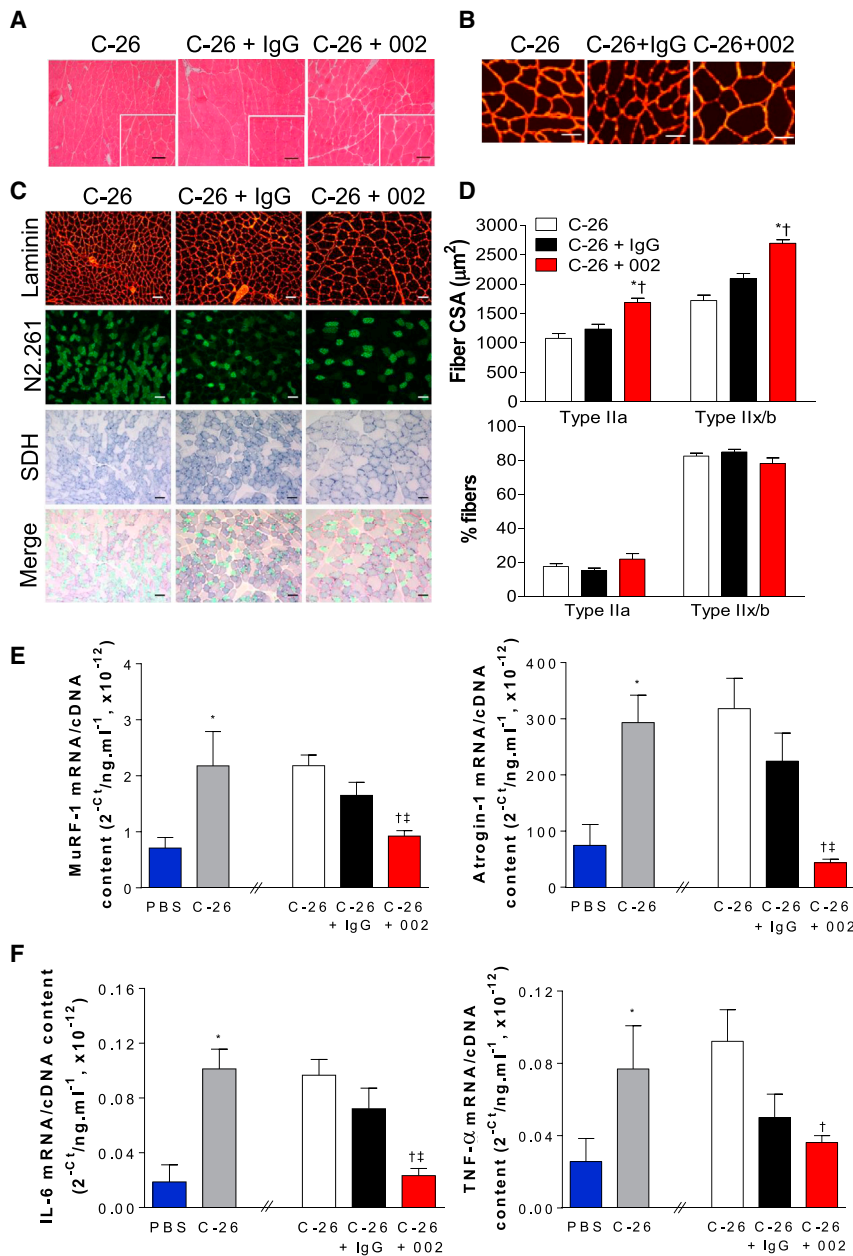 A
C-26
C-26 + IgG
C-26 + 002
B
C-26
C-26+IgG
C-26+002
C
C-26
C-26 + IgG
C-26 + 002
Laminin
N2.261
SDH
Merge
D
C-26
C-26 + IgG
C-26 + 002
Fiber CSA (μm²)
3000
2500
2000
1500
1000
500
0
*†
*†
Type IIa
Type IIx/b
% fibers
100
80
60
40
20
0
Type IIa
Type IIx/b
E
MuRF-1 mRNA/cDNA
content (2⁻ᶜᵗ/ng.ml⁻¹, x10⁻¹²)
4
3
2
1
0
*
†‡
PBS
C-26
//
C-26
C-26
+ IgG
C-26
+ 002
Atrogin-1 mRNA/cDNA
content (2⁻ᶜᵗ/ng.ml⁻¹, x10⁻¹²)
400
300
200
100
0
*
†‡
PBS
C-26
//
C-26
C-26
+ IgG
C-26
+ 002
F
IL-6 mRNA/cDNA content
(2⁻ᶜᵗ/ng.ml⁻¹, x10⁻¹²)
0.16
0.12
0.08
0.04
0.00
*
†‡
PBS
C-26
//
C-26
C-26
+ IgG
C-26
+ 002
TNF-α mRNA/cDNA
content (2⁻ᶜᵗ/ng.ml⁻¹, x10⁻¹²)
0.12
0.08
0.04
0.00
*
†
PBS
C-26
//
C-26
C-26
+ IgG
C-26
+ 002